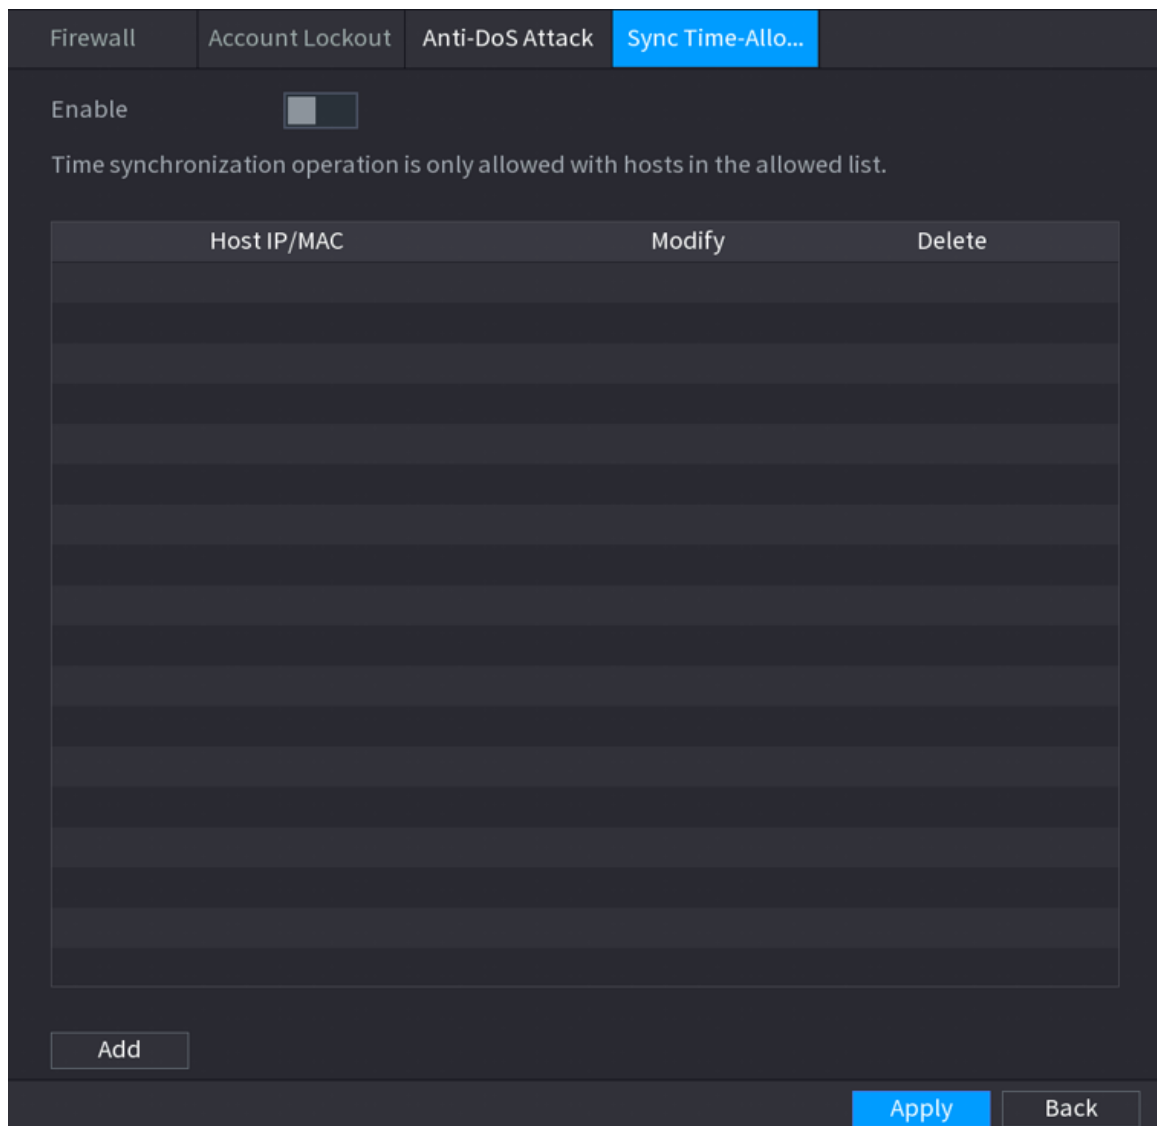 Firewall Account Lockout Anti-DoS Attack Sync Time-Allo...
Enable
Time synchronization operation is only allowed with hosts in the allowed list.
Host IP/MAC Modify Delete
Add
Apply Back